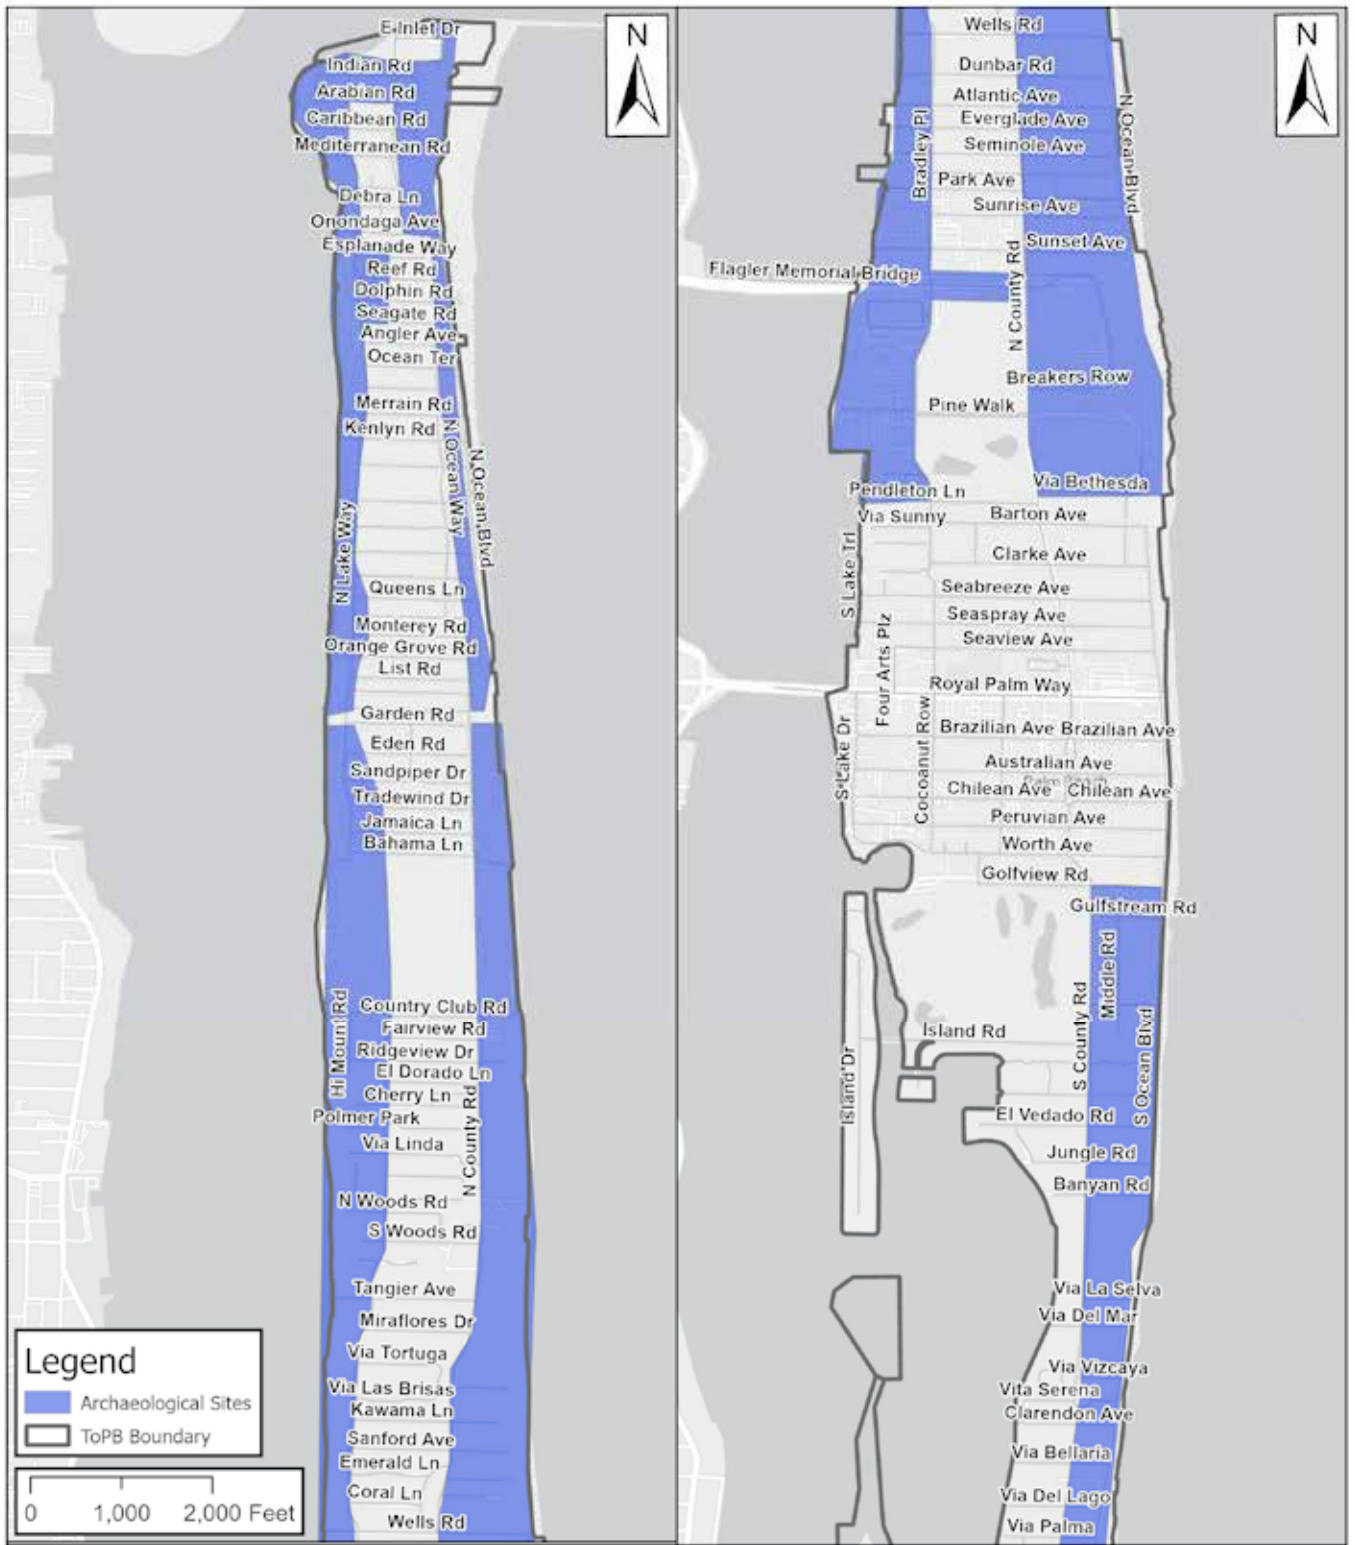 E Inlet Dr
Indian Rd
Arabian Rd
Caribbean Rd
Mediterranean Rd
Debra Ln
Onondaga Ave
Esplanade Way
Reef Rd
Dolphin Rd
Seagate Rd
Angler Ave
Ocean Ter
Merrain Rd
Kenlyn Rd
N Ocean Way
N Ocean Blvd
N Lake Way
Queens Ln
Monterey Rd
Orange Grove Rd
List Rd
Garden Rd
Eden Rd
Sandpiper Dr
Tradewind Dr
Jamaica Ln
Bahama Ln
Hi Mount Rd
Country Club Rd
Fairview Rd
Ridgeview Dr
El Dorado Ln
Cherry Ln
N County Rd
Polmer Park
Via Linda
N Woods Rd
S Woods Rd
Tangier Ave
Miraflores Dr
Via Tortuga
Via Las Brisas
Kawama Ln
Sanford Ave
Emerald Ln
Coral Ln
Wells Rd
N
Legend
Archaeological Sites
ToPB Boundary
0 1,000 2,000 Feet
Wells Rd
Dunbar Rd
Atlantic Ave
Everglade Ave
Seminole Ave
N Ocean Blvd
Bradley Pl
Park Ave
Sunrise Ave
Sunset Ave
Flagler Memorial Bridge
N County Rd
Breakers Row
Pine Walk
Via Bethesda
Pendleton Ln
Via Sunny
Barton Ave
Clarke Ave
S Lake Trl
Seabreeze Ave
Seaspray Ave
Seaview Ave
Four Arts Plz
Royal Palm Way
Brazilian Ave Brazilian Ave
S Lake Dr
Cocoanut Row
Australian Ave
Palm Beach
Chilean Ave Chilean Ave
Peruvian Ave
Worth Ave
Golfview Rd
Gulfstream Rd
Middle Rd
S County Rd
S Ocean Blvd
Island Rd
Island Dr
El Vedado Rd
Jungle Rd
Banyan Rd
Via La Selva
Via Del Mar
Via Vizcaya
Vita Serena
Clarendon Ave
Via Bellaria
Via Del Lago
Via Palma
N